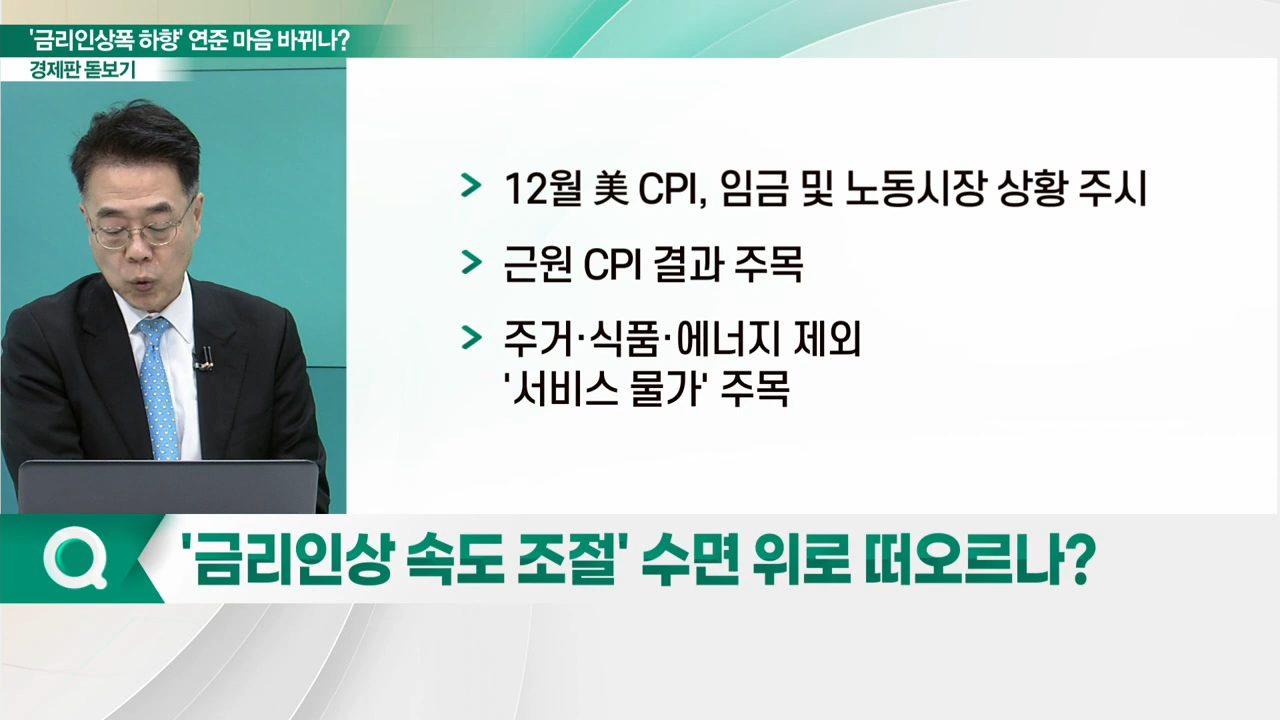 '금리인상폭 하향' 연준 마음 바뀌나?
경제판 돋보기
> 12월 美 CPI, 임금 및 노동시장 상황 주시
> 근원 CPI 결과 주목
> 주거·식품·에너지 제외
'서비스 물가' 주목
Q '금리인상 속도 조절' 수면 위로 떠오르나?